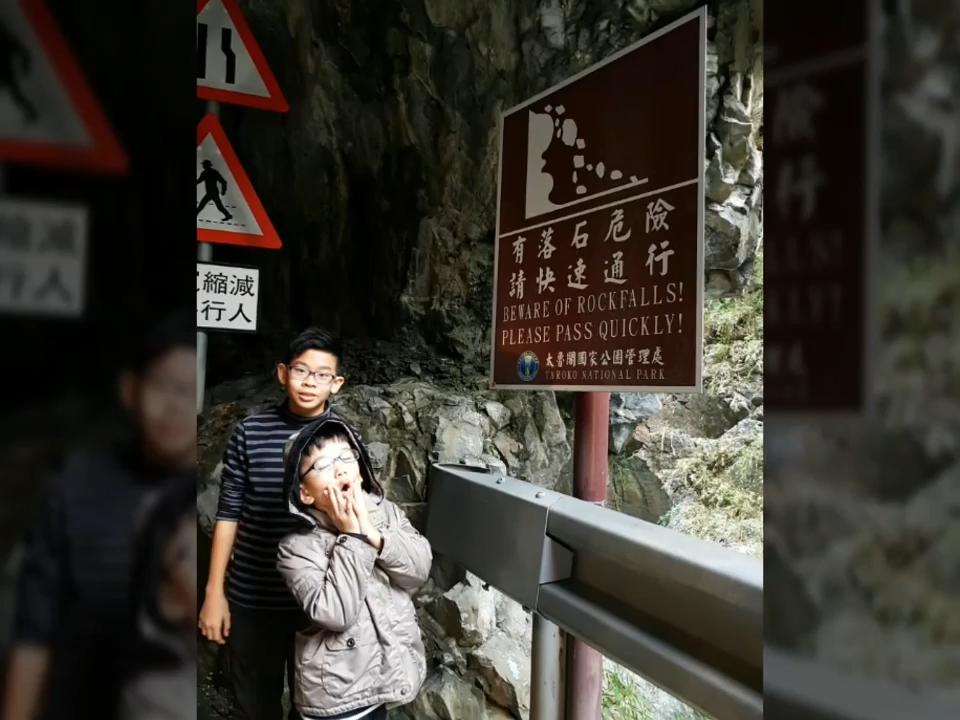 縮減
行人
有落石危險
請快速通行
BEWARE OF ROCKFALLS!
PLEASE PASS QUICKLY!
太魯閣國家公園管理處
TAROKO NATIONAL PARK